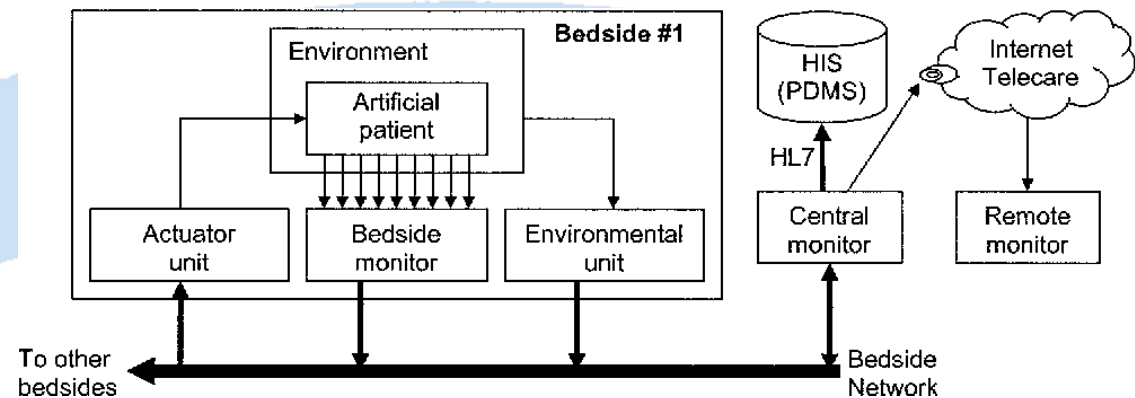 Bedside #1
Environment
Artificial
patient
Actuator
unit
Bedside
monitor
Environmental
unit
HIS
(PDMS)
Internet
Telecare
HL7
Central
monitor
Remote
monitor
To other
bedsides
Bedside
Network